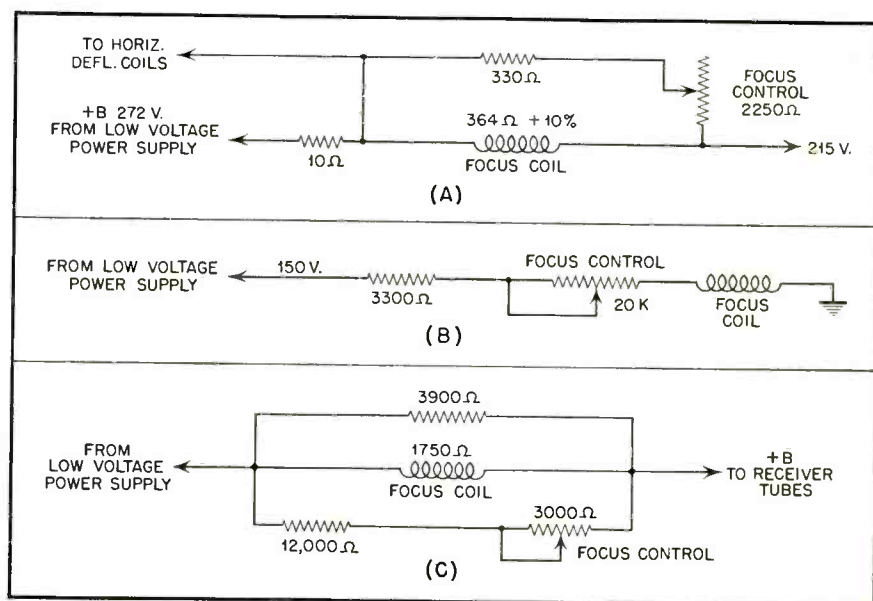 TO HORIZ.
DEFL. COILS
330Ω
FOCUS
CONTROL
2250Ω
+B 272 V.
FROM LOW VOLTAGE
POWER SUPPLY
10Ω
364Ω +10%
FOCUS COIL
215 V.
(A)
FROM LOW VOLTAGE
POWER SUPPLY
150 V.
3300Ω
FOCUS CONTROL
20 K
FOCUS
COIL
(B)
3900Ω
FROM
LOW VOLTAGE
POWER SUPPLY
1750Ω
FOCUS COIL
+B
TO RECEIVER
TUBES
12,000Ω
3000Ω
FOCUS CONTROL
(C)